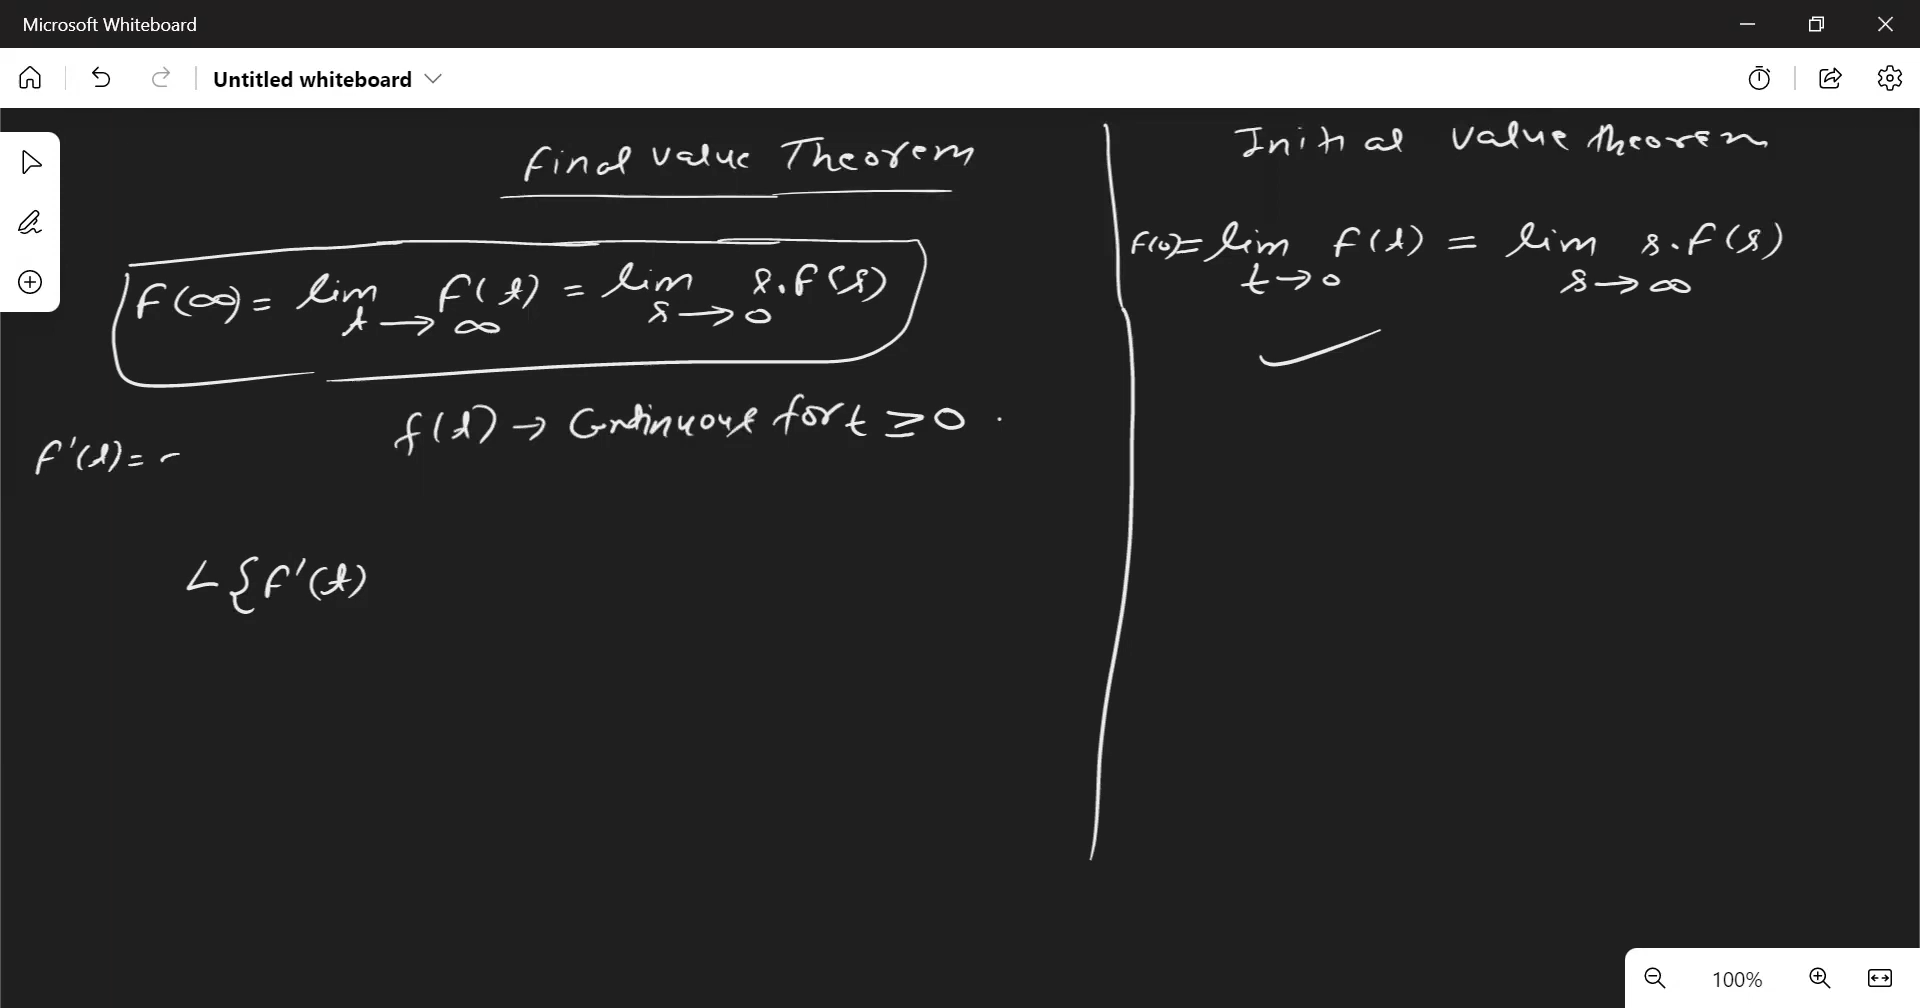 Microsoft Whiteboard
Untitled whiteboard
Final value Theorem
F(∞) = lim f(t) = lim s.F(s)
t → ∞ s → 0
f(t) → Continuous for t ≥ 0 .
f'(t) =
L{f'(t)
Initial value theorem
f(0) = lim f(t) = lim s.F(s)
t → 0 s → ∞
100%